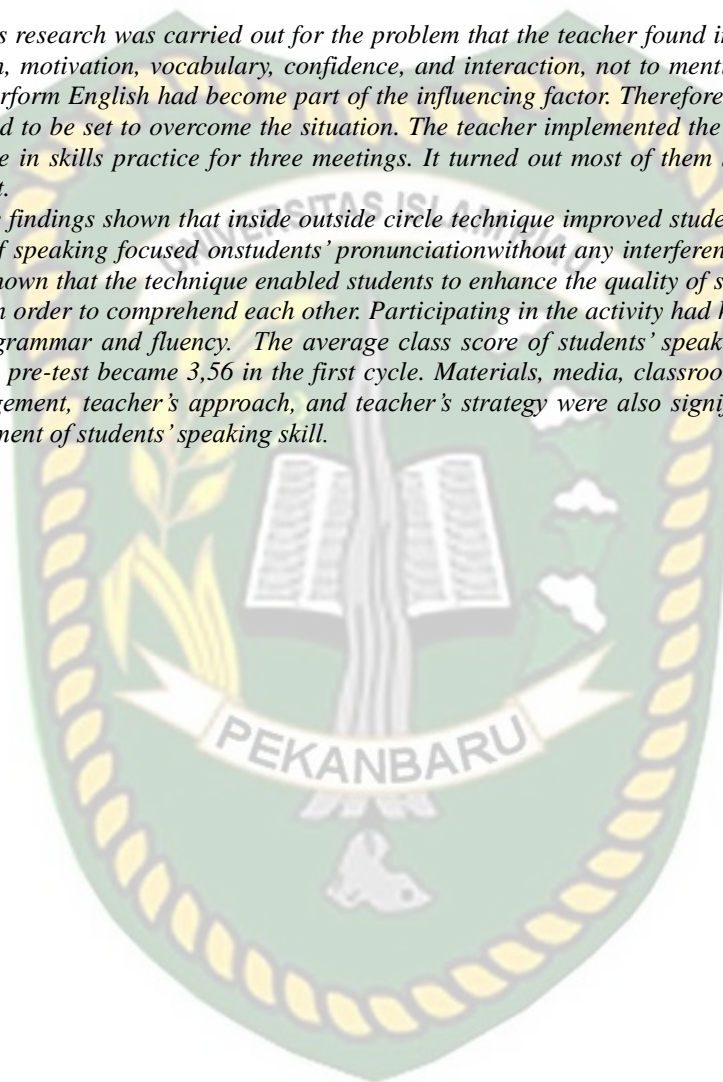 s research was carried out for the problem that the teacher found in
n, motivation, vocabulary, confidence, and interaction, not to menti
erform English had become part of the influencing factor. Therefore
d to be set to overcome the situation. The teacher implemented the
e in skills practice for three meetings. It turned out most of them
t.
findings shown that inside outside circle technique improved stude
f speaking focused onstudents' pronunciationwithout any interferen
hown that the technique enabled students to enhance the quality of s
n order to comprehend each other. Participating in the activity had h
grammar and fluency. The average class score of students' speak
pre-test became 3,56 in the first cycle. Materials, media, classroo
gement, teacher's approach, and teacher's strategy were also signif
ment of students' speaking skill.
UNIVERSITAS ISLAM RIAU
PEKANBARU